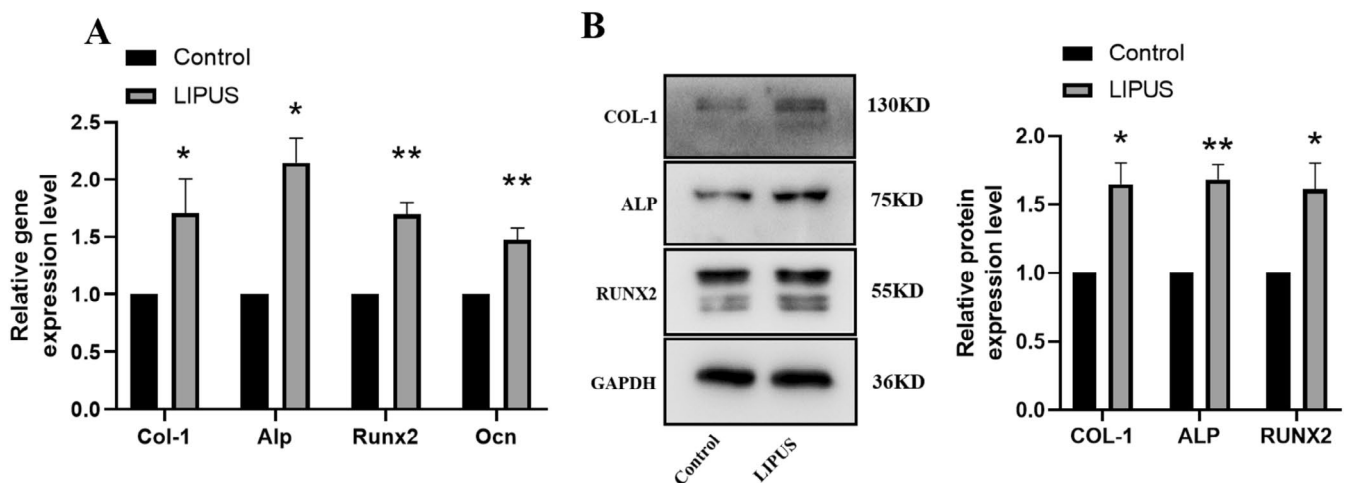 A
Control
LIPUS
Relative gene
expression level
2.5
2.0
1.5
1.0
0.5
0.0
*
*
**
**
Col-1
Alp
Runx2
Ocn
B
COL-1
130KD
ALP
75KD
RUNX2
55KD
GAPDH
36KD
Control
LIPUS
Control
LIPUS
Relative protein
expression level
2.0
1.5
1.0
0.5
0.0
*
**
*
COL-1
ALP
RUNX2